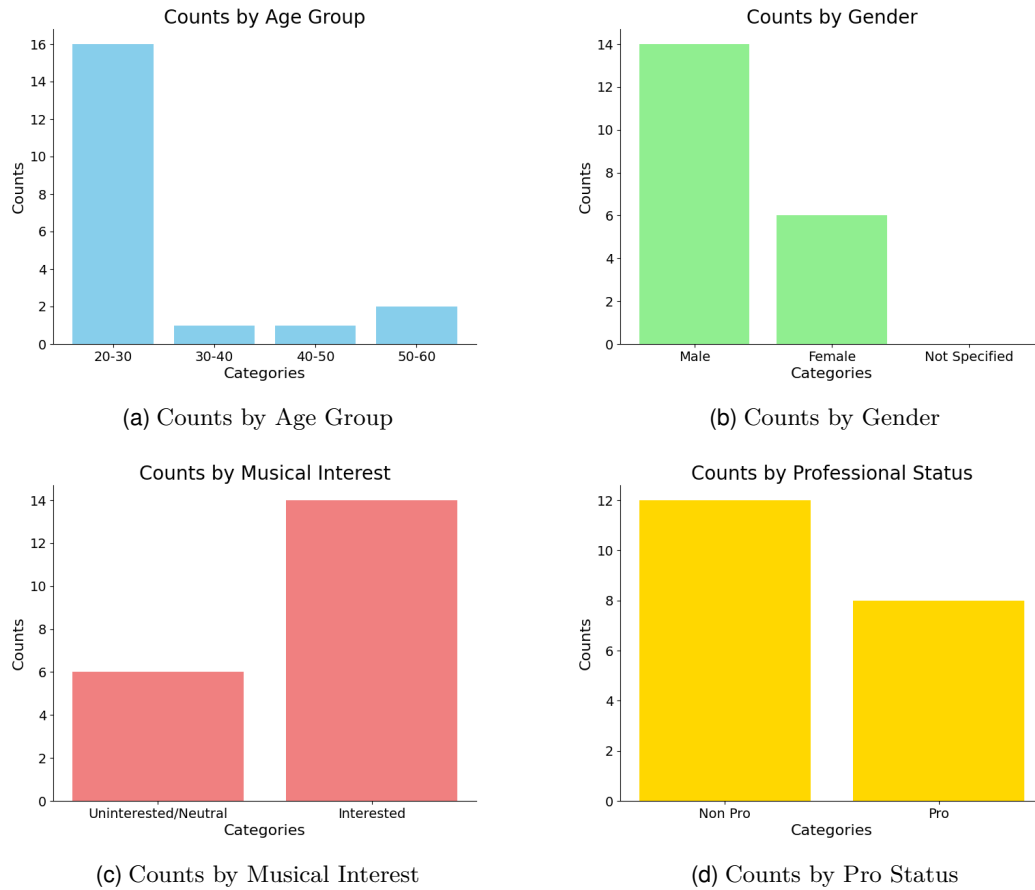 Counts by Age Group
16
14
12
10
8
6
4
2
0
Counts
20-30 30-40 40-50 50-60
Categories
(a) Counts by Age Group
Counts by Gender
14
12
10
8
6
4
2
0
Counts
Male Female Not Specified
Categories
(b) Counts by Gender
Counts by Musical Interest
14
12
10
8
6
4
2
0
Counts
Uninterested/Neutral Interested
Categories
(c) Counts by Musical Interest
Counts by Professional Status
12
10
8
6
4
2
0
Counts
Non Pro Pro
Categories
(d) Counts by Pro Status